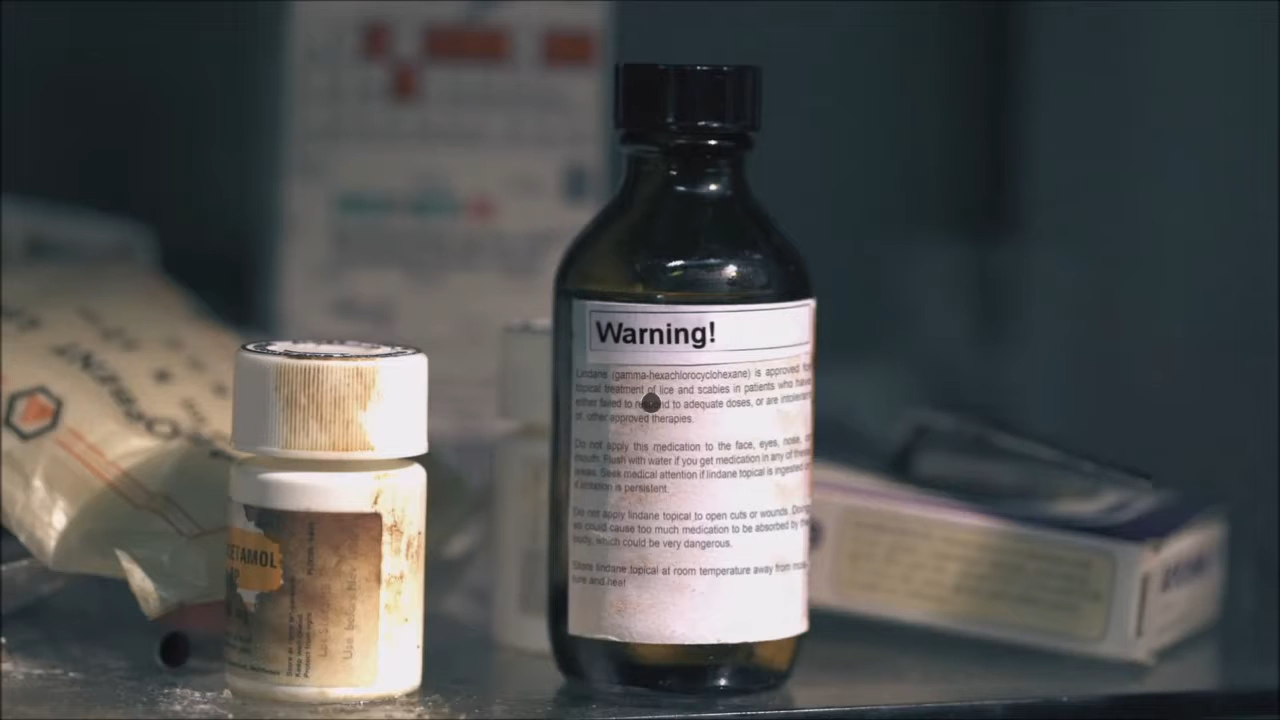 Warning!
Lindane (gamma-hexachlorocyclohexane) is approved for
topical treatment of lice and scabies in patients who have
either failed to respond to adequate doses, or are intolerant
of other approved therapies.
Do not apply this medication to the face, eyes, nose, or
mouth. Flush with water if you get medication in any of these
areas. Seek medical attention if lindane topical is ingested or
if irritation is persistent.
Do not apply lindane topical to open cuts or wounds. Doing
so could cause too much medication to be absorbed by the
body, which could be very dangerous.
Store lindane topical at room temperature away from mois-
ture and heat
ETAMOL